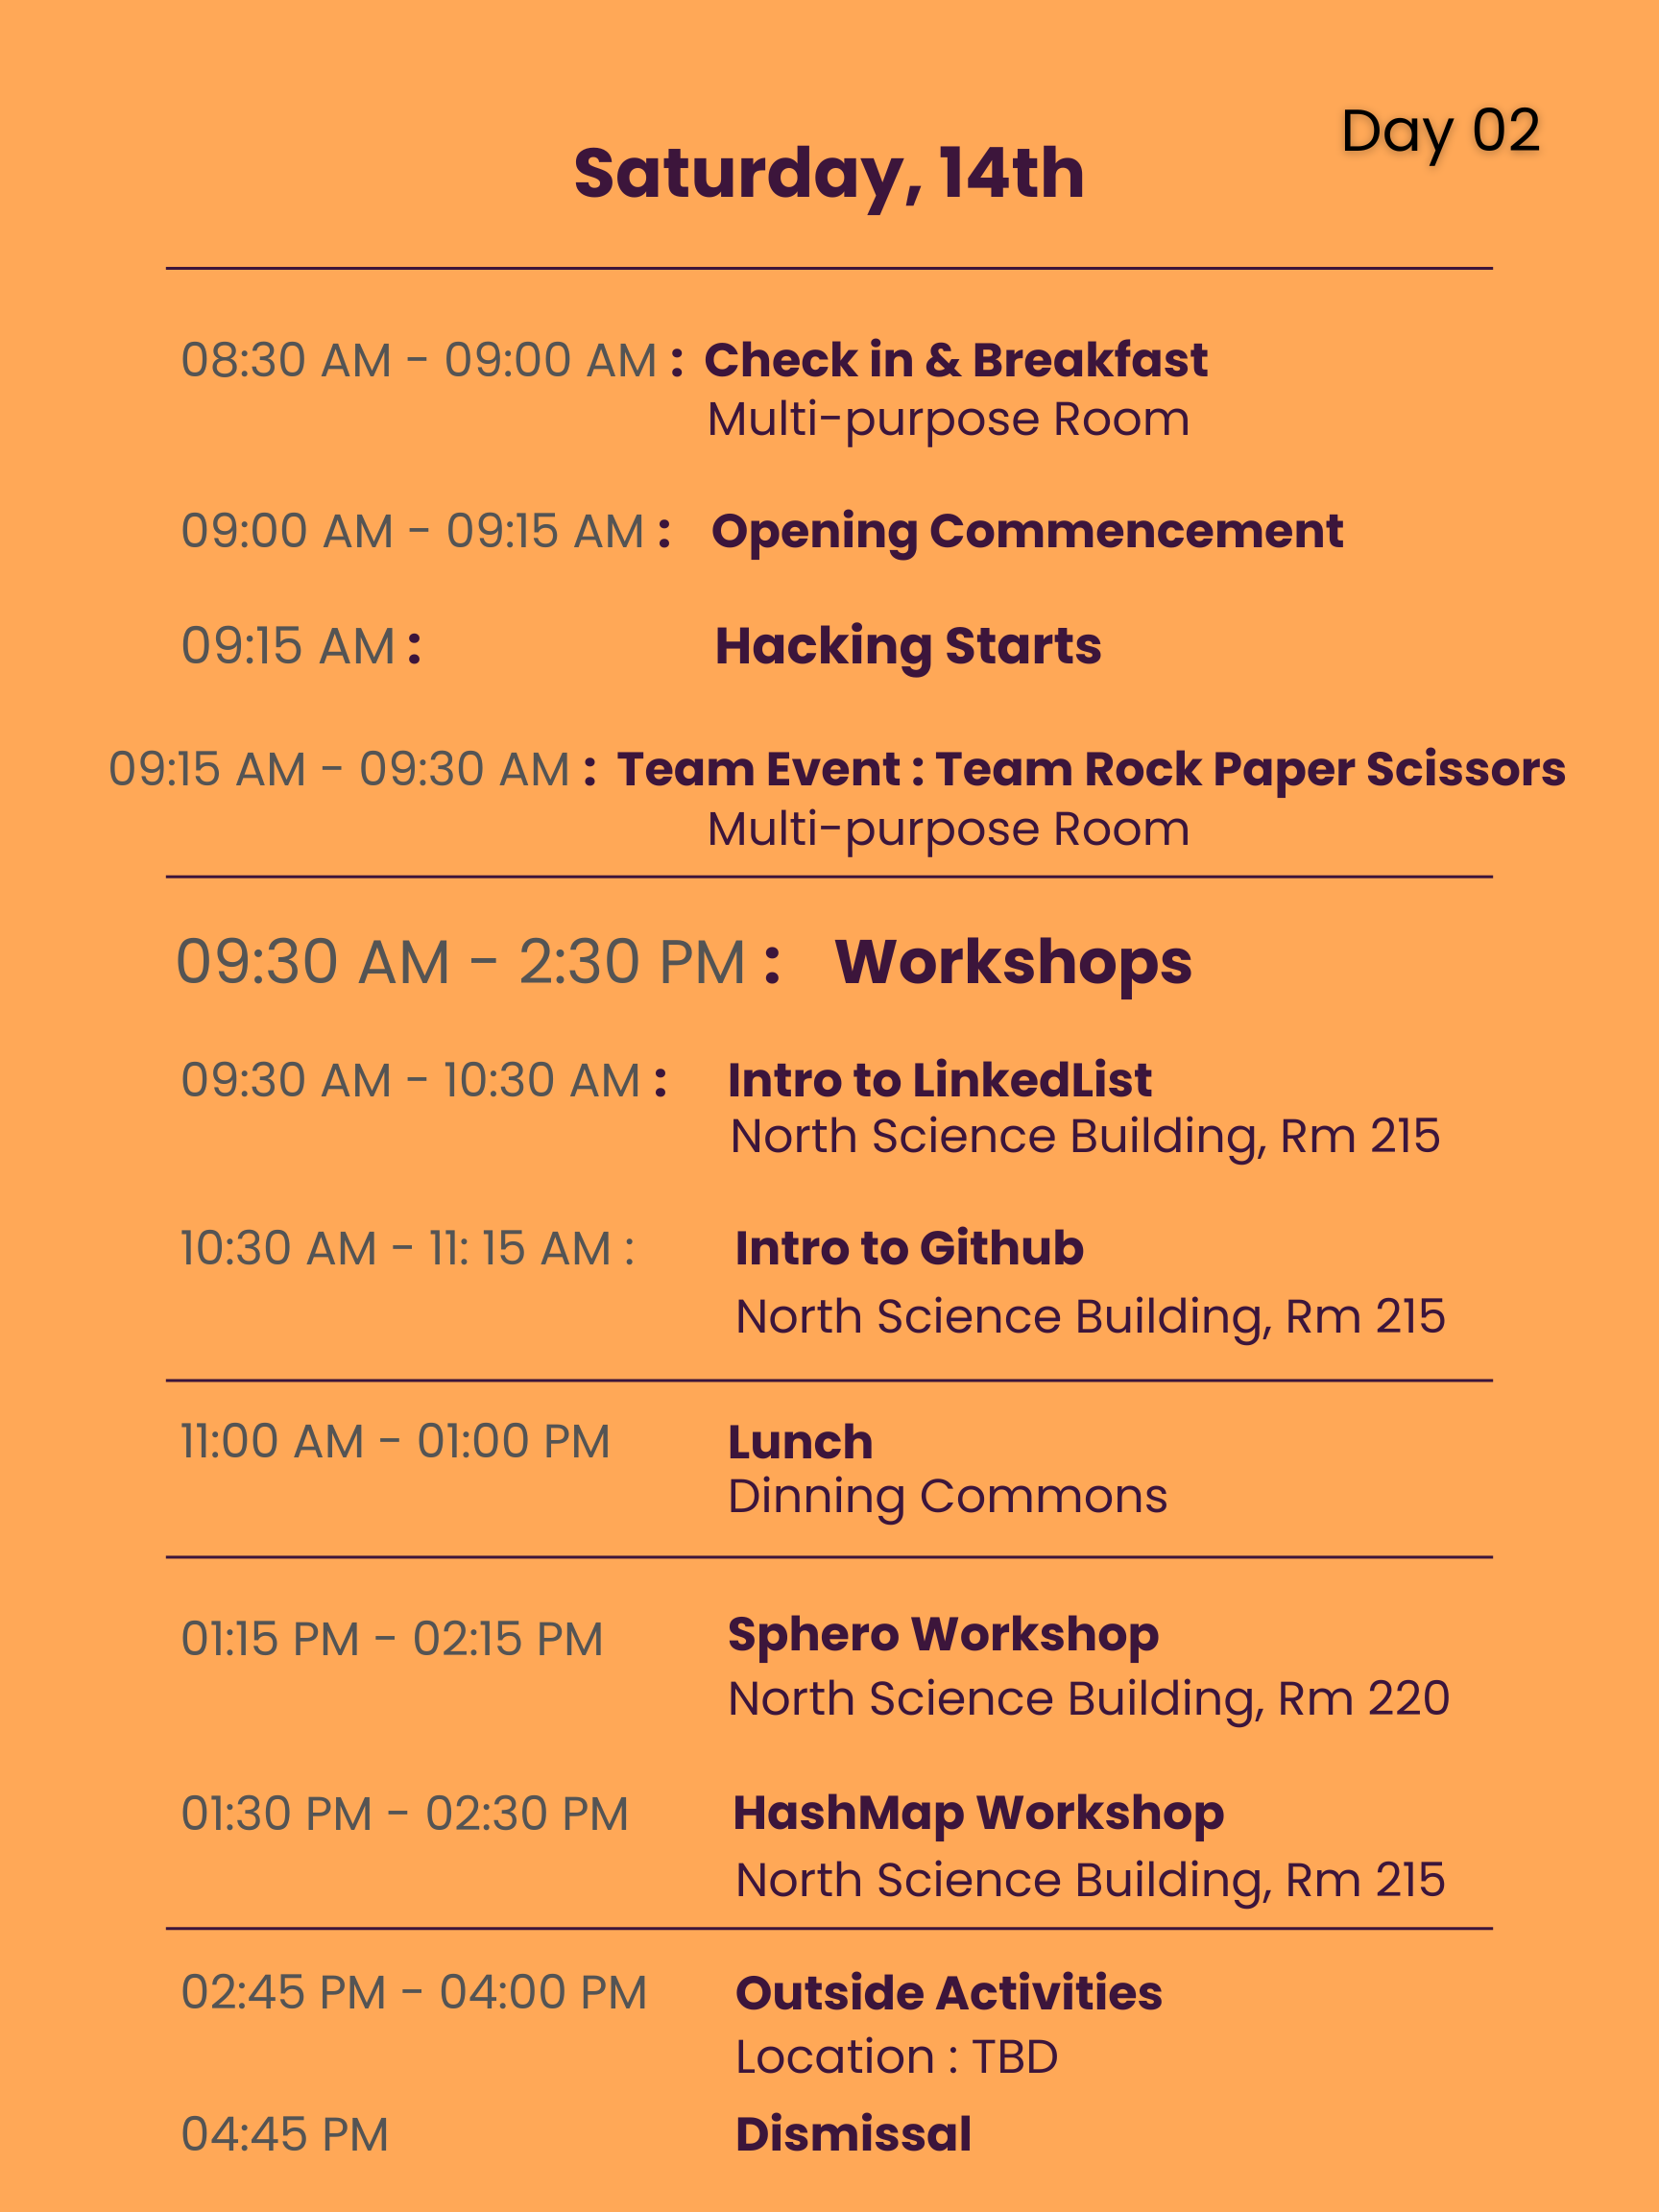 Day 02
Saturday, 14th
08:30 AM - 09:00 AM : Check in & Breakfast
Multi-purpose Room
09:00 AM - 09:15 AM : Opening Commencement
09:15 AM : Hacking Starts
09:15 AM - 09:30 AM : Team Event : Team Rock Paper Scissors
Multi-purpose Room
09:30 AM - 2:30 PM : Workshops
09:30 AM - 10:30 AM : Intro to LinkedList
North Science Building, Rm 215
10:30 AM - 11: 15 AM : Intro to Github
North Science Building, Rm 215
11:00 AM - 01:00 PM Lunch
Dinning Commons
01:15 PM - 02:15 PM Sphero Workshop
North Science Building, Rm 220
01:30 PM - 02:30 PM HashMap Workshop
North Science Building, Rm 215
02:45 PM - 04:00 PM Outside Activities
Location : TBD
04:45 PM Dismissal